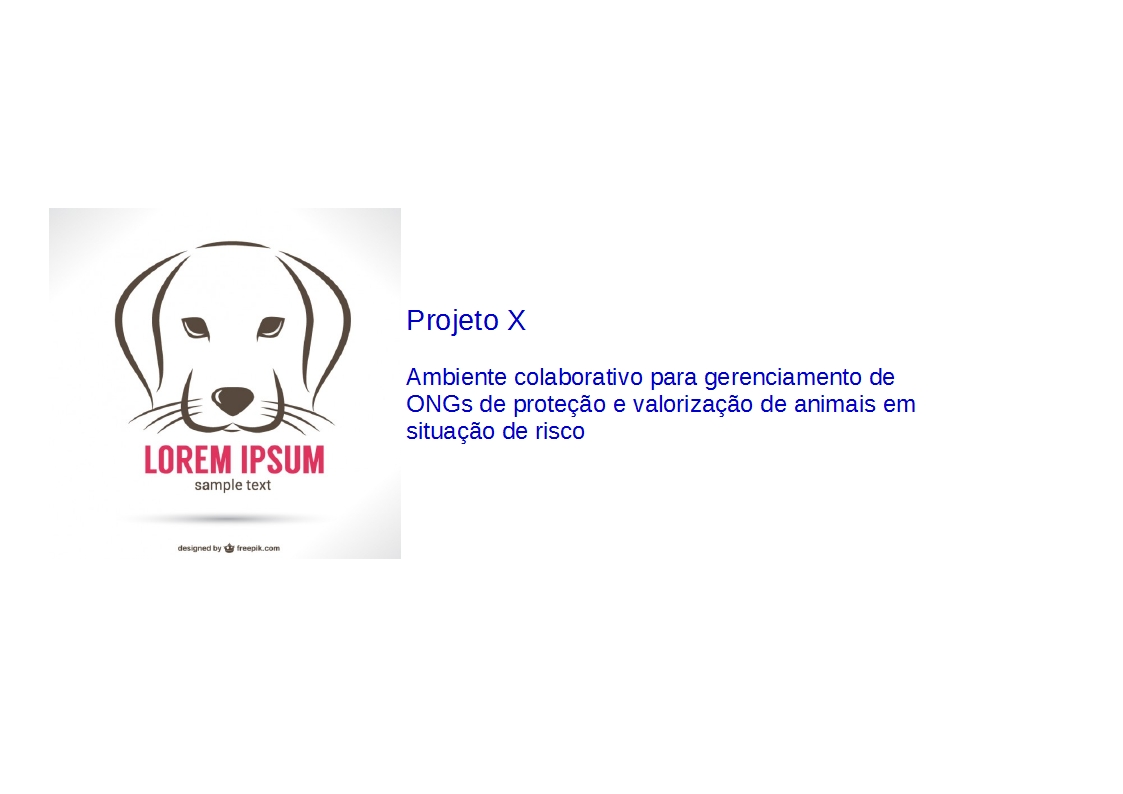 LOREM IPSUM
sample text
designed by freepik.com
Projeto X
Ambiente colaborativo para gerenciamento de
ONGs de proteção e valorização de animais em
situação de risco